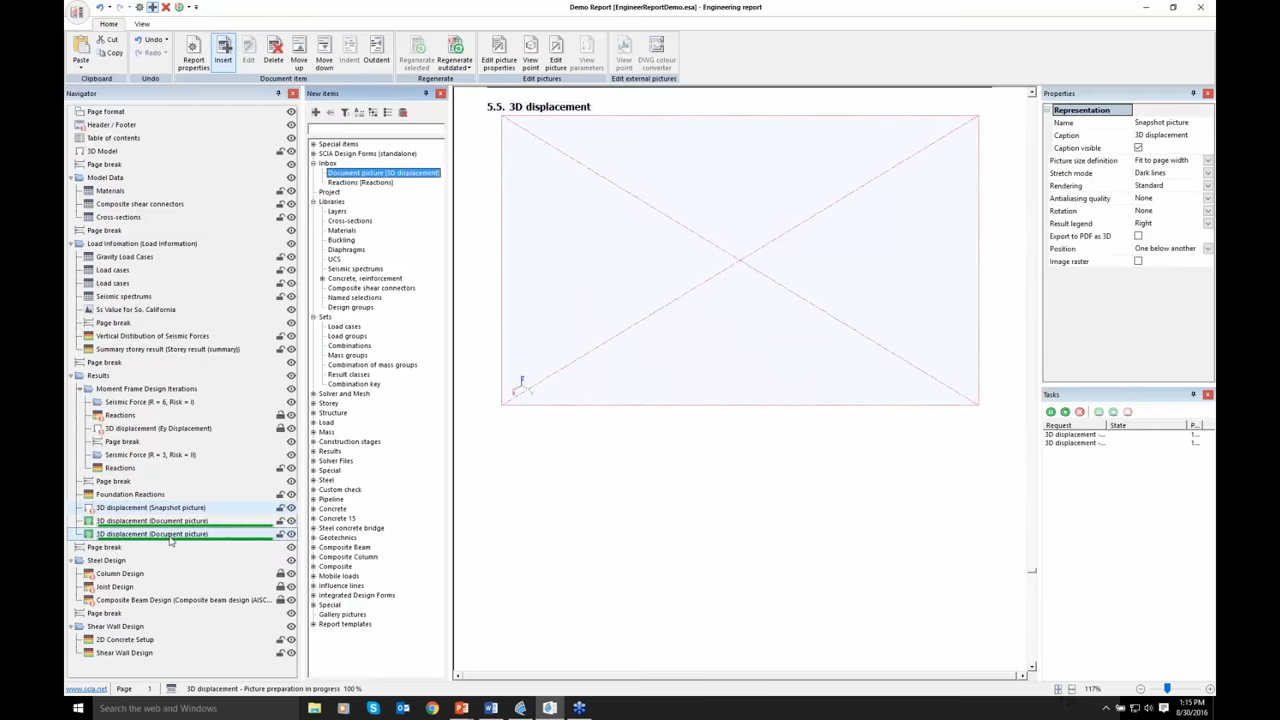 Demo Report [EngineerReportDemo.esa] - Engineering report
Home View
Paste Cut Copy
Undo Redo
Report properties Insert Edit Delete Move up Move down Indent Outdent
Regenerate selected Regenerate outdated
Edit picture properties View point Edit picture View parameters
View point DWG colour converter
Clipboard Undo Document item Regenerate Edit pictures Edit external pictures
Navigator
Page format
Header / Footer
Table of contents
3D Model
Page break
Model Data
Materials
Composite shear connectors
Cross-sections
Page break
Load Infomation (Load Information)
Gravity Load Cases
Load cases
Load cases
Seismic spectrums
Ss Value for So. California
Page break
Vertical Distibution of Seismic Forces
Summary storey result (Storey result (summary))
Page break
Results
Moment Frame Design Iterations
Seismic Force (R = 6, Risk = I)
Reactions
3D displacement (Ey Displacement)
Page break
Seismic Force (R = 3, Risk = II)
Reactions
Page break
Foundation Reactions
3D displacement (Snapshot picture)
3D displacement (Document picture)
3D displacement (Document picture)
Page break
Steel Design
Column Design
Joist Design
Composite Beam Design (Composite beam design (AISC...
Page break
Shear Wall Design
2D Concrete Setup
Shear Wall Design
New items
Special items
SCIA Design Forms (standalone)
Inbox
Document picture [3D displacement]
Reactions [Reactions]
Project
Libraries
Layers
Cross-sections
Materials
Buckling
Diaphragms
UCS
Seismic spectrums
Concrete, reinforcement
Composite shear connectors
Named selections
Design groups
Sets
Load cases
Load groups
Combinations
Mass groups
Combination of mass groups
Result classes
Combination key
Solver and Mesh
Storey
Structure
Load
Mass
Construction stages
Results
Solver Files
Special
Steel
Custom check
Pipeline
Concrete
Concrete 15
Steel concrete bridge
Geotechnics
Composite Beam
Composite Column
Composite
Mobile loads
Influence lines
Integrated Design Forms
Special
Gallery pictures
Report templates
5.5. 3D displacement
Properties
Representation
Name Snapshot picture
Caption 3D displacement
Caption visible
Picture size definition Fit to page width
Stretch mode Dark lines
Rendering Standard
Antialiasing quality None
Rotation None
Result legend Right
Export to PDF as 3D
Position One below another
Image raster
Tasks
Request State P...
3D displacement -... 1...
3D displacement -... 1...
www.scia.net Page 1 3D displacement - Picture preparation in progress 100 % 117%
Search the web and Windows
1:15 PM
8/30/2016